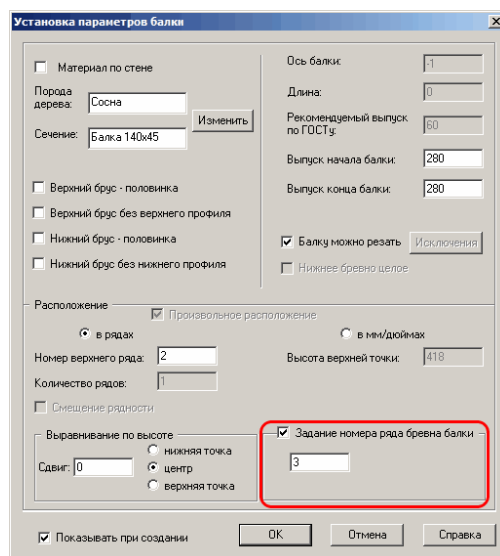 Установка параметров балки
Материал по стене
Порода дерева:
Сосна
Сечение:
Балка 140x45
Изменить
Верхний брус - половинка
Верхний брус без верхнего профиля
Нижний брус - половинка
Нижний брус без нижнего профиля
Ось балки:
-1
Длина:
0
Рекомендуемый выпуск по ГОСТу:
60
Выпуск начала балки:
280
Выпуск конца балки:
280
Балку можно резать
Исключения
Нижнее бревно целое
Расположение
Произвольное расположение
в рядах
в мм/дюймах
Номер верхнего ряда:
2
Высота верхней точки:
418
Количество рядов:
1
Смещение рядности
Выравнивание по высоте
Сдвиг:
0
нижняя точка
центр
верхняя точка
Задание номера ряда бревна балки
3
Показывать при создании
OK
Отмена
Справка